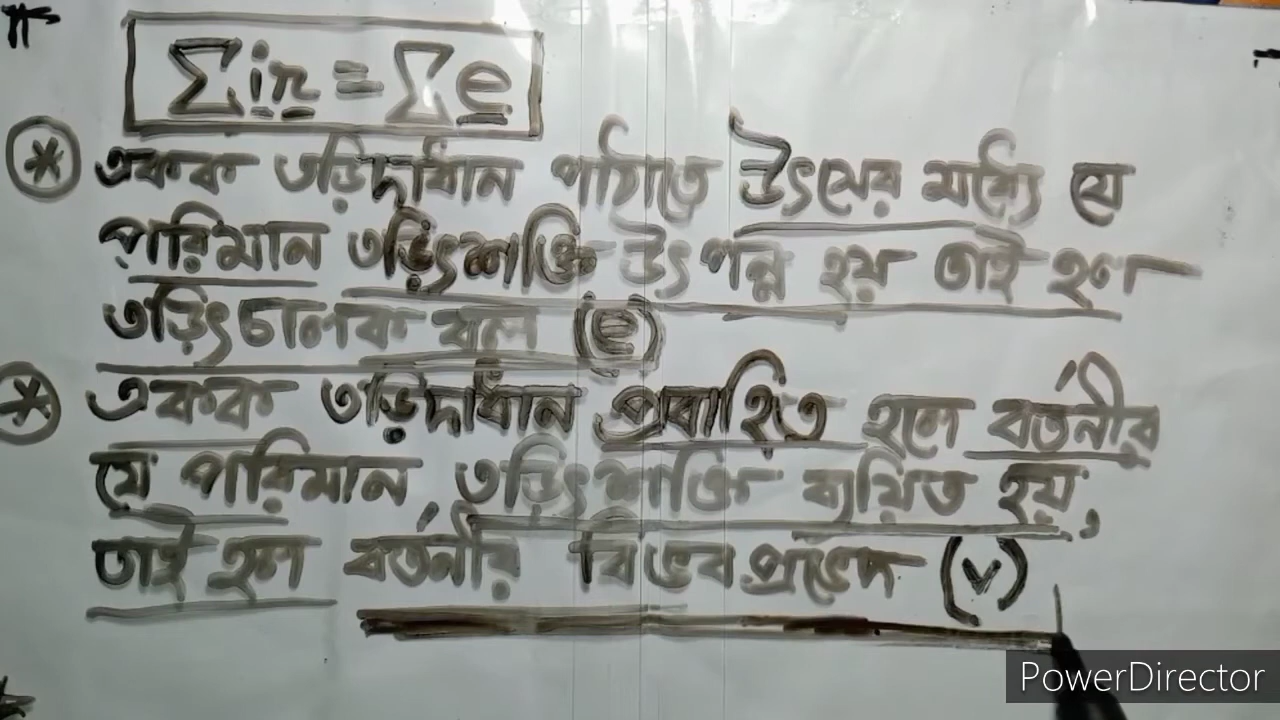 Σir = Σe
* একক তড়িদাধান পাঠাতে উৎসের মধ্যে যে
পরিমান তড়িৎশক্তি উৎপন্ন হয় তাই হল
তড়িৎচালক বল (e)
* একক তড়িদাধান প্রবাহিত হলে বর্তনীর
যে পরিমান তড়িৎশক্তি ব্যয়িত হয়,
তাই হল বর্তনীর বিভব প্রভেদ (v)
PowerDirector